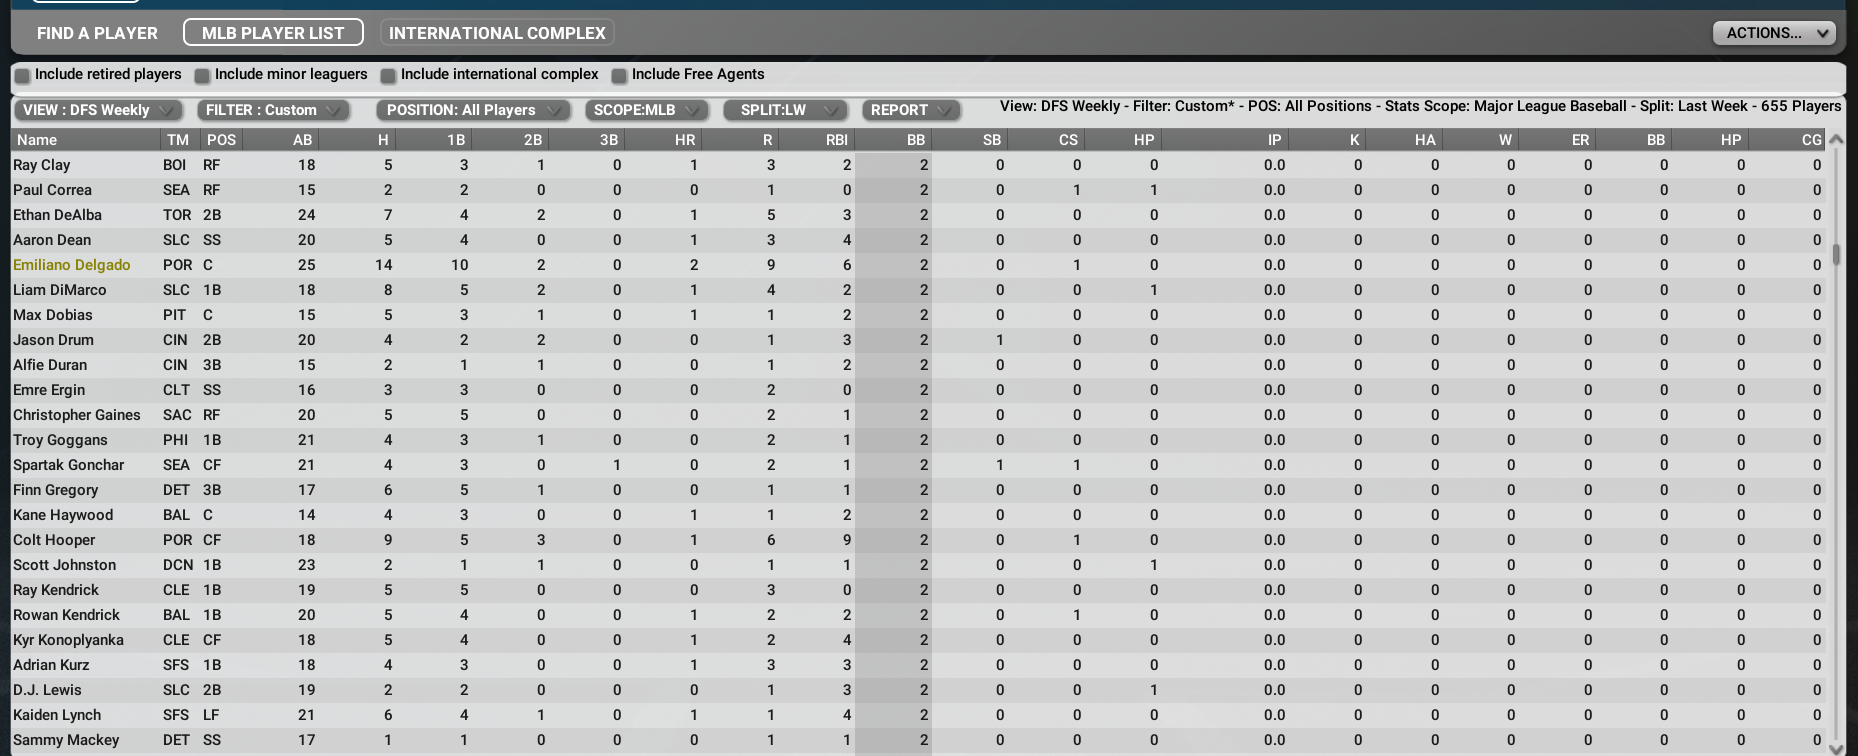 FIND A PLAYER MLB PLAYER LIST INTERNATIONAL COMPLEX ACTIONS...
Include retired players Include minor leaguers Include international complex Include Free Agents
VIEW : DFS Weekly FILTER : Custom POSITION: All Players SCOPE:MLB SPLIT:LW REPORT View: DFS Weekly - Filter: Custom* - POS: All Positions - Stats Scope: Major League Baseball - Split: Last Week - 655 Players
Name TM POS AB H 1B 2B 3B HR R RBI BB SB CS HP IP K HA W ER BB HP CG
Ray Clay BOI RF 18 5 3 1 0 1 3 2 2 0 0 0 0.0 0 0 0 0 0 0 0
Paul Correa SEA RF 15 2 2 0 0 0 1 0 2 0 1 1 0.0 0 0 0 0 0 0 0
Ethan DeAlba TOR 2B 24 7 4 2 0 1 5 3 2 0 0 0 0.0 0 0 0 0 0 0 0
Aaron Dean SLC SS 20 5 4 0 0 1 3 4 2 0 0 0 0.0 0 0 0 0 0 0 0
Emiliano Delgado POR C 25 14 10 2 0 2 9 6 2 0 1 0 0.0 0 0 0 0 0 0 0
Liam DiMarco SLC 1B 18 8 5 2 0 1 4 2 2 0 0 1 0.0 0 0 0 0 0 0 0
Max Dobias PIT C 15 5 3 1 0 1 1 2 2 0 0 0 0.0 0 0 0 0 0 0 0
Jason Drum CIN 2B 20 4 2 2 0 0 1 3 2 1 0 0 0.0 0 0 0 0 0 0 0
Alfie Duran CIN 3B 15 2 1 1 0 0 1 2 2 0 0 0 0.0 0 0 0 0 0 0 0
Emre Ergin CLT SS 16 3 3 0 0 0 2 0 2 0 0 0 0.0 0 0 0 0 0 0 0
Christopher Gaines SAC RF 20 5 5 0 0 0 2 1 2 0 0 0 0.0 0 0 0 0 0 0 0
Troy Goggans PHI 1B 21 4 3 1 0 0 2 1 2 0 0 0 0.0 0 0 0 0 0 0 0
Spartak Gonchar SEA CF 21 4 3 0 1 0 2 1 2 1 1 0 0.0 0 0 0 0 0 0 0
Finn Gregory DET 3B 17 6 5 1 0 0 1 1 2 0 0 0 0.0 0 0 0 0 0 0 0
Kane Haywood BAL C 14 4 3 0 0 1 1 2 2 0 0 0 0.0 0 0 0 0 0 0 0
Colt Hooper POR CF 18 9 5 3 0 1 6 9 2 0 1 0 0.0 0 0 0 0 0 0 0
Scott Johnston DCN 1B 23 2 1 1 0 0 1 1 2 0 0 1 0.0 0 0 0 0 0 0 0
Ray Kendrick CLE 1B 19 5 5 0 0 0 3 0 2 0 0 0 0.0 0 0 0 0 0 0 0
Rowan Kendrick BAL 1B 20 5 4 0 0 1 2 2 2 0 1 0 0.0 0 0 0 0 0 0 0
Kyr Konoplyanka CLE CF 18 5 4 0 0 1 2 4 2 0 0 0 0.0 0 0 0 0 0 0 0
Adrian Kurz SFS 1B 18 4 3 0 0 1 3 3 2 0 0 0 0.0 0 0 0 0 0 0 0
D.J. Lewis SLC 2B 19 2 2 0 0 0 1 3 2 0 0 1 0.0 0 0 0 0 0 0 0
Kaiden Lynch SFS LF 21 6 4 1 0 1 1 4 2 0 0 0 0.0 0 0 0 0 0 0 0
Sammy Mackey DET SS 17 1 1 0 0 0 1 1 2 0 0 0 0.0 0 0 0 0 0 0 0